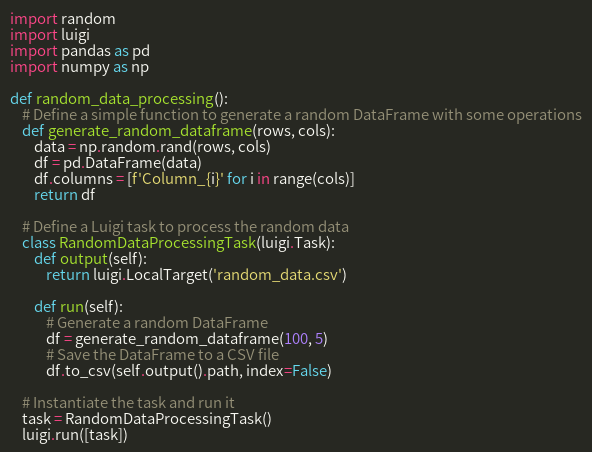 import random
import luigi
import pandas as pd
import numpy as np

def random_data_processing():
    # Define a simple function to generate a random DataFrame with some operations
    def generate_random_dataframe(rows, cols):
        data = np.random.rand(rows, cols)
        df = pd.DataFrame(data)
        df.columns = [f'Column_{i}' for i in range(cols)]
        return df

    # Define a Luigi task to process the random data
    class RandomDataProcessingTask(luigi.Task):
        def output(self):
            return luigi.LocalTarget('random_data.csv')

        def run(self):
            # Generate a random DataFrame
            df = generate_random_dataframe(100, 5)
            # Save the DataFrame to a CSV file
            df.to_csv(self.output().path, index=False)

    # Instantiate the task and run it
    task = RandomDataProcessingTask()
    luigi.run([task])